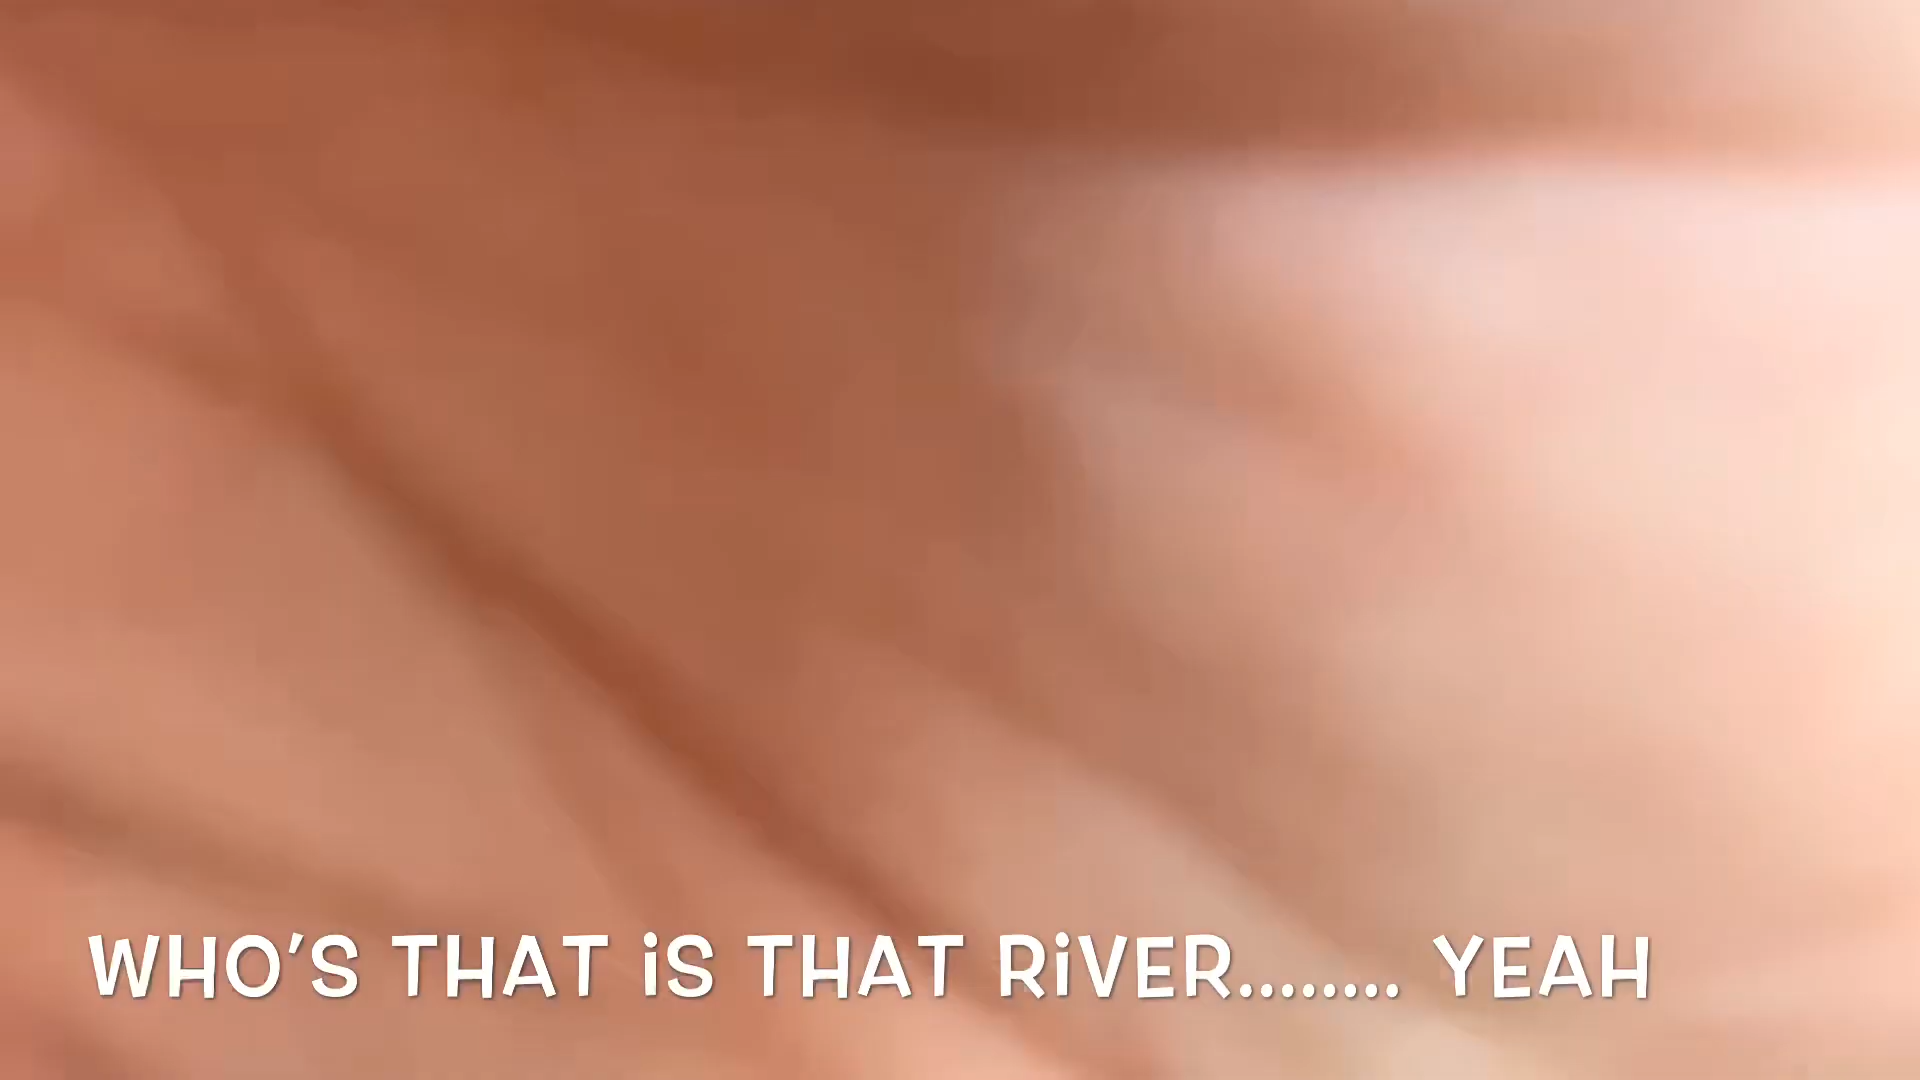 WHO'S THAT iS THAT RiVER........ YEAH